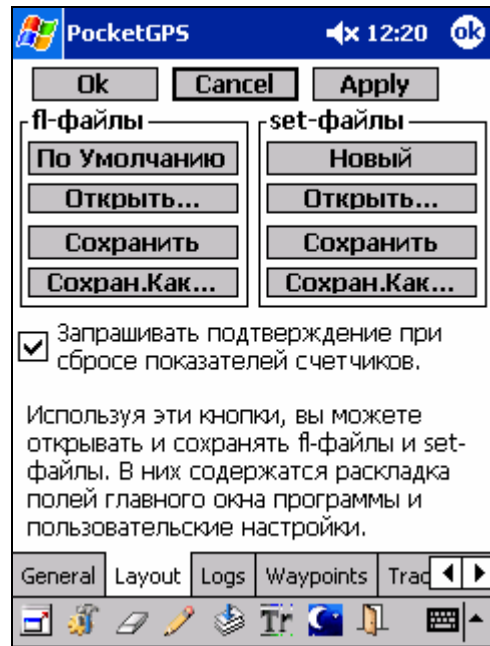 PocketGPS 12:20 ok
Ok Cancel Apply
fl-файлы set-файлы
По Умолчанию Новый
Открыть... Открыть...
Сохранить Сохранить
Сохран.Как... Сохран.Как...
Запрашивать подтверждение при
сбросе показателей счетчиков.
Используя эти кнопки, вы можете
открывать и сохранять fl-файлы и set-
файлы. В них содержатся раскладка
полей главного окна программы и
пользовательские настройки.
General Layout Logs Waypoints Trac
Tr